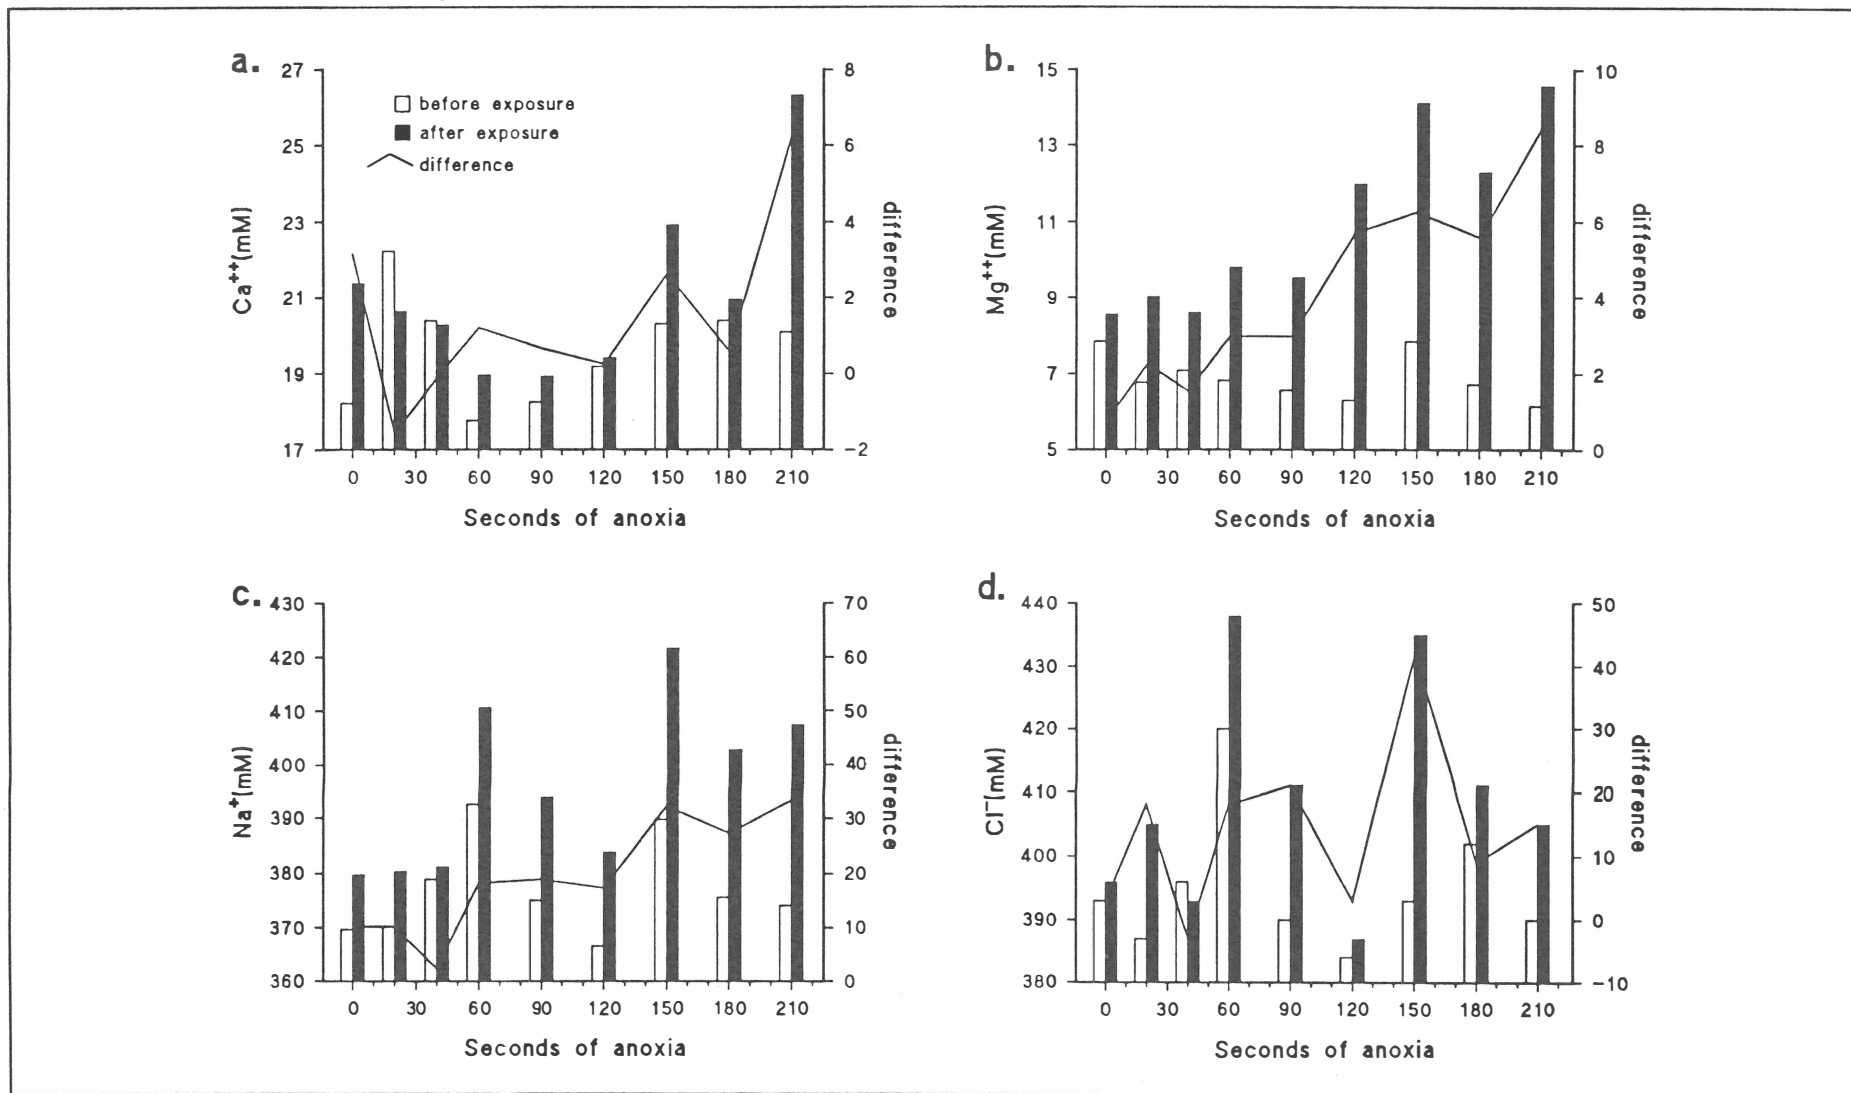 a.
27
25
23
21
19
17
Ca++(mM)
before exposure
after exposure
difference
8
6
4
2
0
-2
difference
0 30 60 90 120 150 180 210
Seconds of anoxia
b.
15
13
11
9
7
5
Mg++(mM)
10
8
6
4
2
0
difference
0 30 60 90 120 150 180 210
Seconds of anoxia
c.
430
420
410
400
390
380
370
360
Na+(mM)
70
60
50
40
30
20
10
0
difference
0 30 60 90 120 150 180 210
Seconds of anoxia
d.
440
430
420
410
400
390
380
Cl−(mM)
50
40
30
20
10
0
-10
difference
0 30 60 90 120 150 180 210
Seconds of anoxia